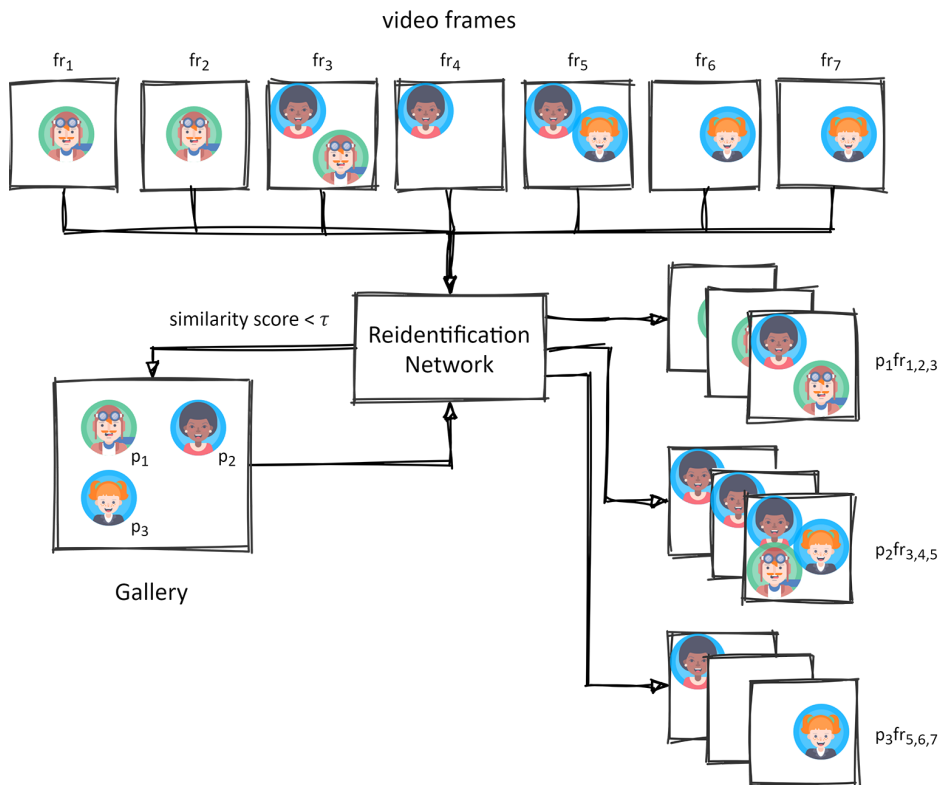 video frames
fr1 fr2 fr3 fr4 fr5 fr6 fr7
similarity score < τ
Reidentification
Network
p1fr1,2,3
p1 p2
p3
Gallery
p2fr3,4,5
p3fr5,6,7